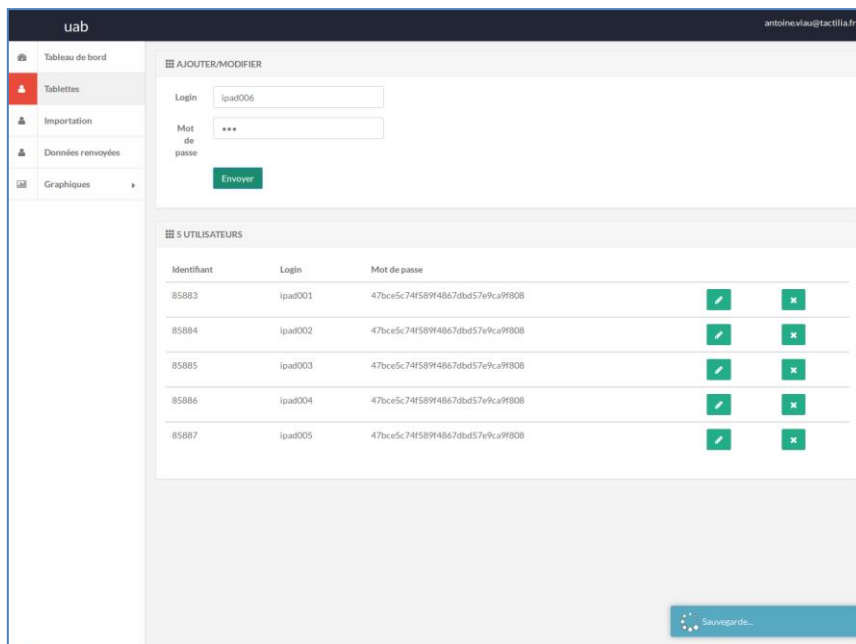 uab
antoine.viau@tactilia.fr
Tableau de bord
Tablettes
Importation
Données renvoyées
Graphiques
AJOUTER/MODIFIER
Login ipad006
Mot de passe •••
Envoyer
5 UTILISATEURS
Identifiant Login Mot de passe
85883 ipad001 47bce5c74f589f4867dbd57e9ca9f808
85884 ipad002 47bce5c74f589f4867dbd57e9ca9f808
85885 ipad003 47bce5c74f589f4867dbd57e9ca9f808
85886 ipad004 47bce5c74f589f4867dbd57e9ca9f808
85887 ipad005 47bce5c74f589f4867dbd57e9ca9f808
Sauvegarde...